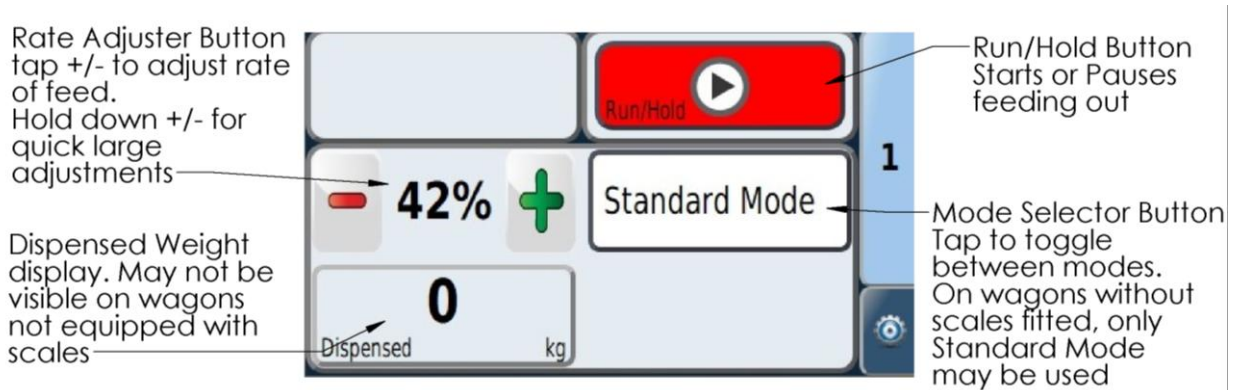 Rate Adjuster Button
tap +/- to adjust rate
of feed.
Hold down +/- for
quick large
adjustments
Dispensed Weight
display. May not be
visible on wagons
not equipped with
scales
Run/Hold
42%
Standard Mode
0
Dispensed kg
1
Run/Hold Button
Starts or Pauses
feeding out
Mode Selector Button
Tap to toggle
between modes.
On wagons without
scales fitted, only
Standard Mode
may be used